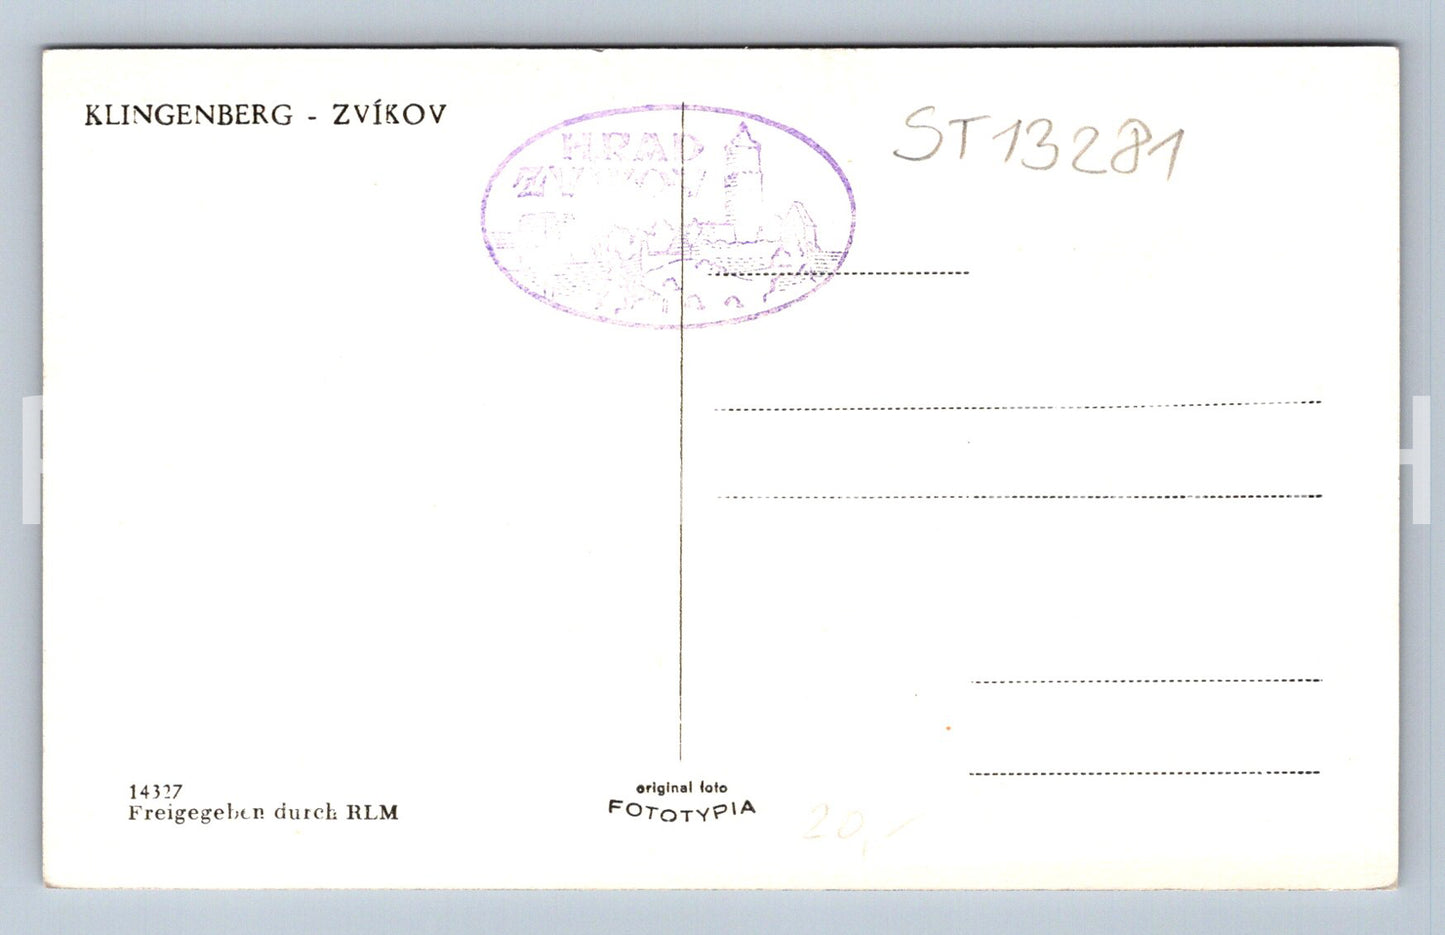 KLINGENBERG - ZVÍKOV
HRAD
ZVÍKOV
ST13281
14327
Freigegeben durch RLM
original foto
FOTOTYPIA
20,-